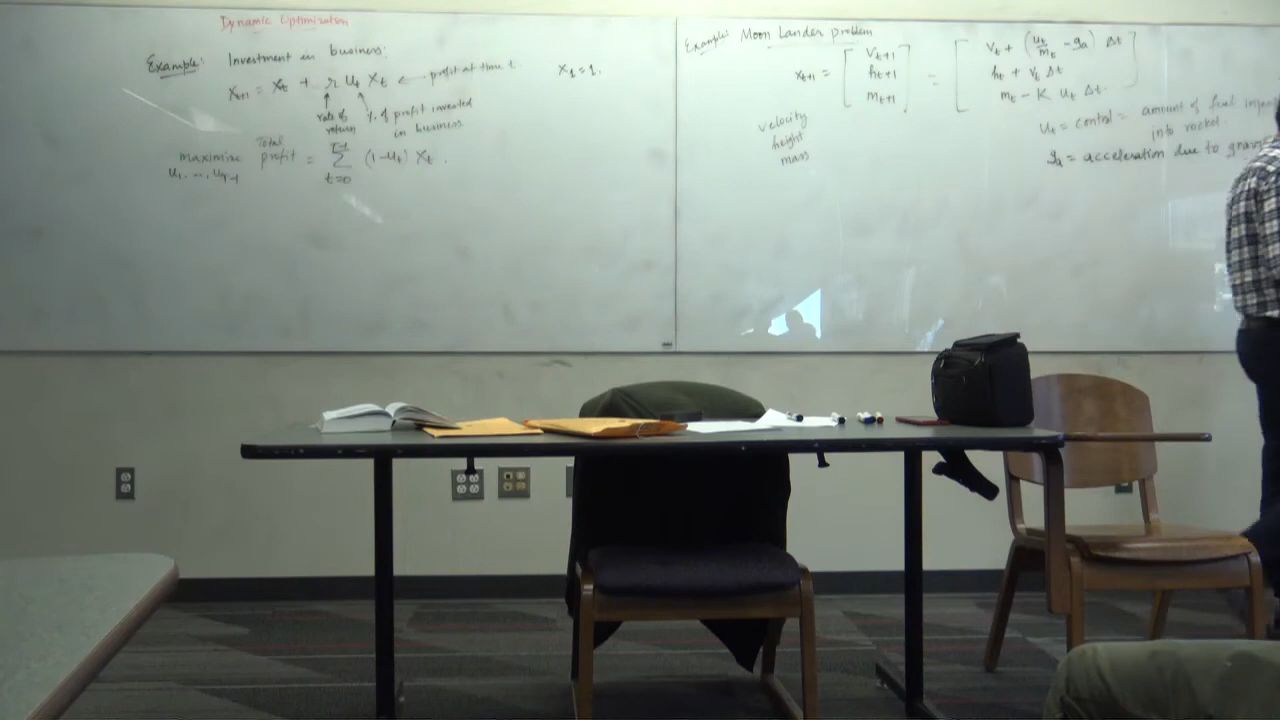 Dynamic Optimization
Example: Investment in business:
x_{t+1} = x_t + r u_t x_t ← profit at time t. x_1 = 1.
rate of return
% of profit invested in business
maximize Total profit = \sum_{t=0}^{T-1} (1-u_t) x_t.
u_1, ..., u_{T-1}
Example: Moon Lander problem
x_{t+1} = [ v_{t+1} h_{t+1} m_{t+1} ] = [ v_t + (u_t/m_t - g_a) Δt h_t + v_t Δt m_t - K u_t Δt. ]
velocity
height
mass
u_t = control = amount of fuel
into rocket.
g_a = acceleration due to